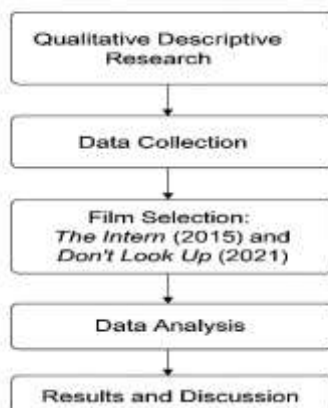 Qualitative Descriptive
Research
Data Collection
Film Selection:
The Intern (2015) and
Don't Look Up (2021)
Data Analysis
Results and Discussion